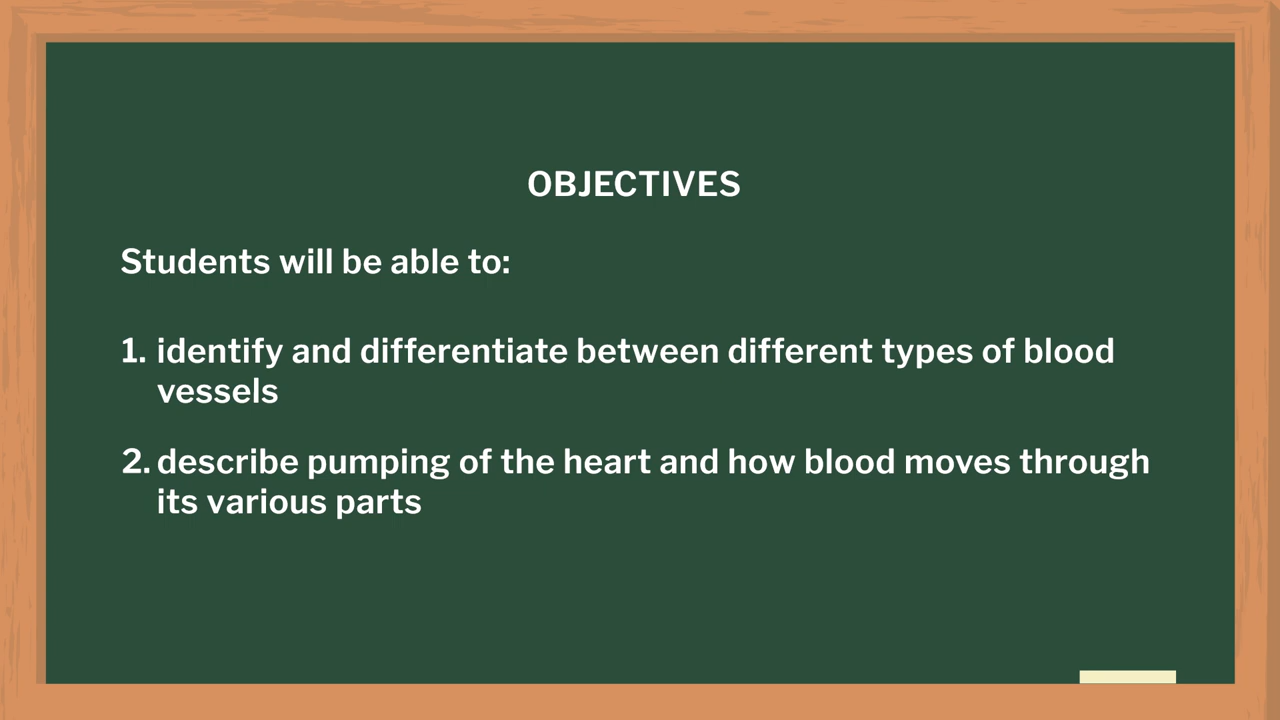 OBJECTIVES
Students will be able to:
1. identify and differentiate between different types of blood
vessels
2. describe pumping of the heart and how blood moves through
its various parts